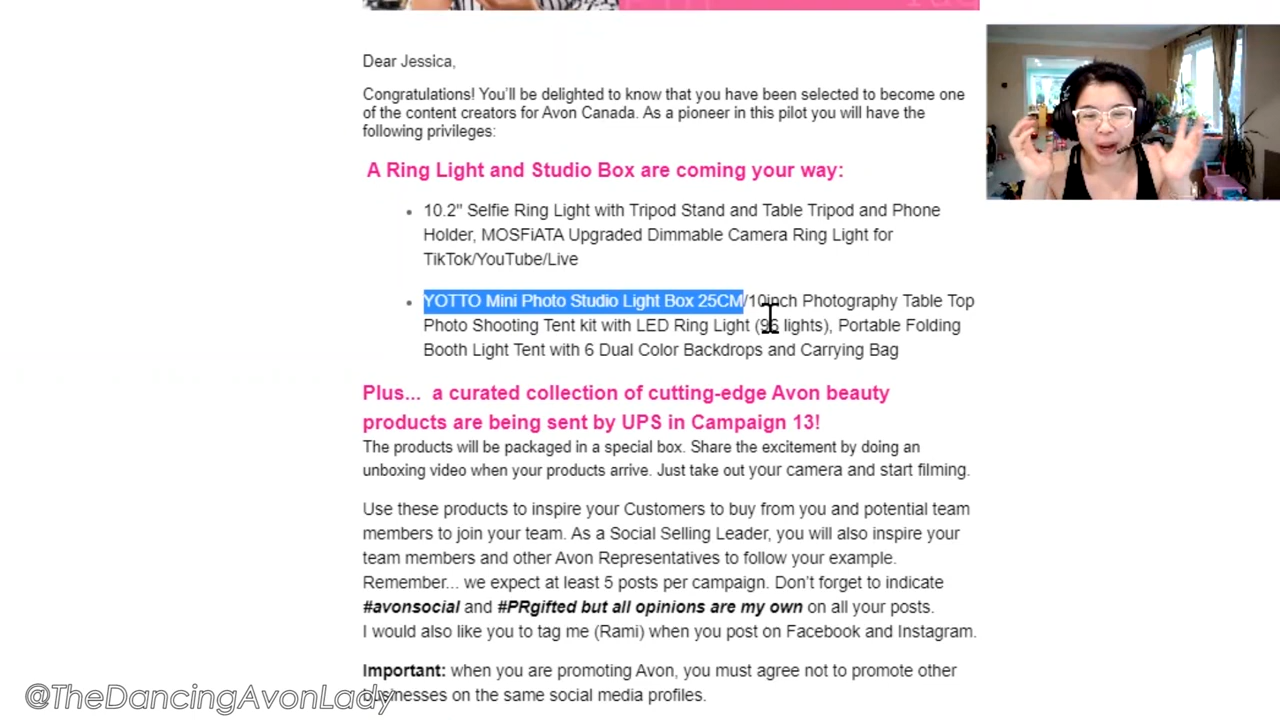 Dear Jessica,
Congratulations! You'll be delighted to know that you have been selected to become one
of the content creators for Avon Canada. As a pioneer in this pilot you will have the
following privileges:
A Ring Light and Studio Box are coming your way:
• 10.2" Selfie Ring Light with Tripod Stand and Table Tripod and Phone
Holder, MOSFiATA Upgraded Dimmable Camera Ring Light for
TikTok/YouTube/Live
• YOTTO Mini Photo Studio Light Box 25CM/10inch Photography Table Top
Photo Shooting Tent kit with LED Ring Light (96 lights), Portable Folding
Booth Light Tent with 6 Dual Color Backdrops and Carrying Bag
Plus... a curated collection of cutting-edge Avon beauty
products are being sent by UPS in Campaign 13!
The products will be packaged in a special box. Share the excitement by doing an
unboxing video when your products arrive. Just take out your camera and start filming.
Use these products to inspire your Customers to buy from you and potential team
members to join your team. As a Social Selling Leader, you will also inspire your
team members and other Avon Representatives to follow your example.
Remember... we expect at least 5 posts per campaign. Don't forget to indicate
#avonsocial and #PRgifted but all opinions are my own on all your posts.
I would also like you to tag me (Rami) when you post on Facebook and Instagram.
Important: when you are promoting Avon, you must agree not to promote other
businesses on the same social media profiles.
@TheDancingAvonLady